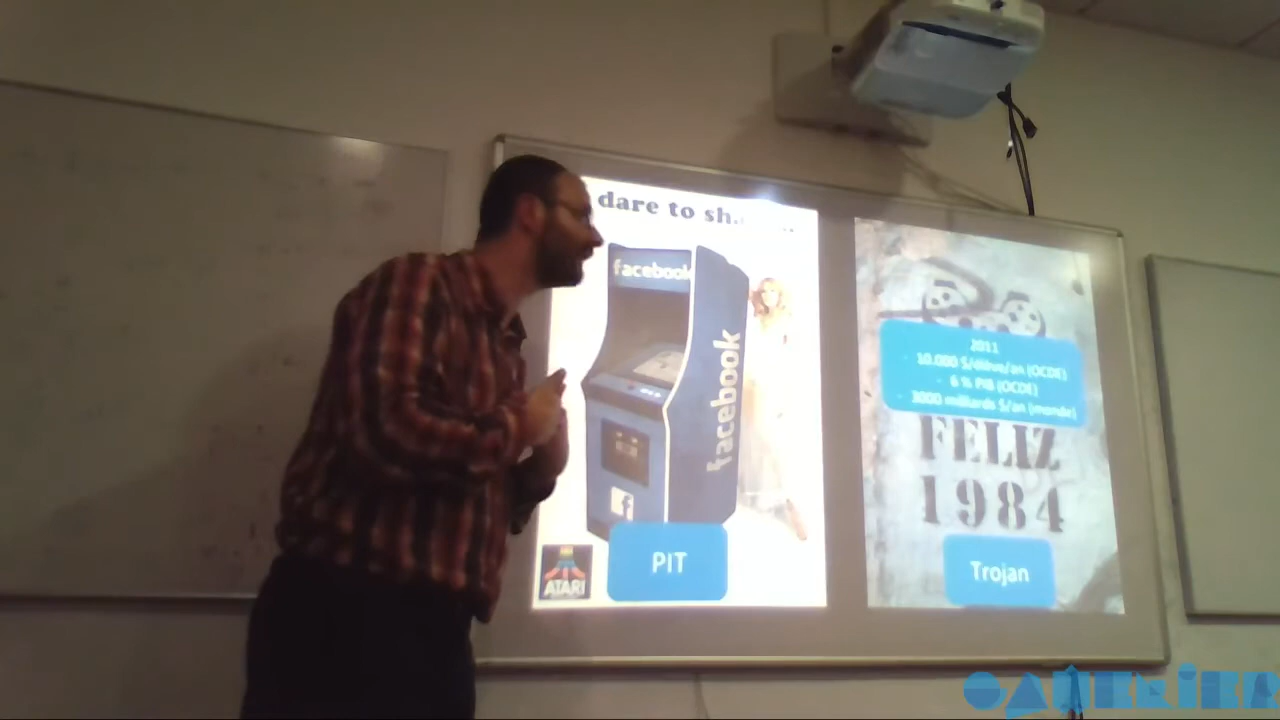 dare to sh
facebook
facebook
f
ATARI
PIT
2011
10.000 $/élève/an (OCDE)
6 % PIB (OCDE)
3000 milliards $/an (monde)
FELIZ
1984
Trojan